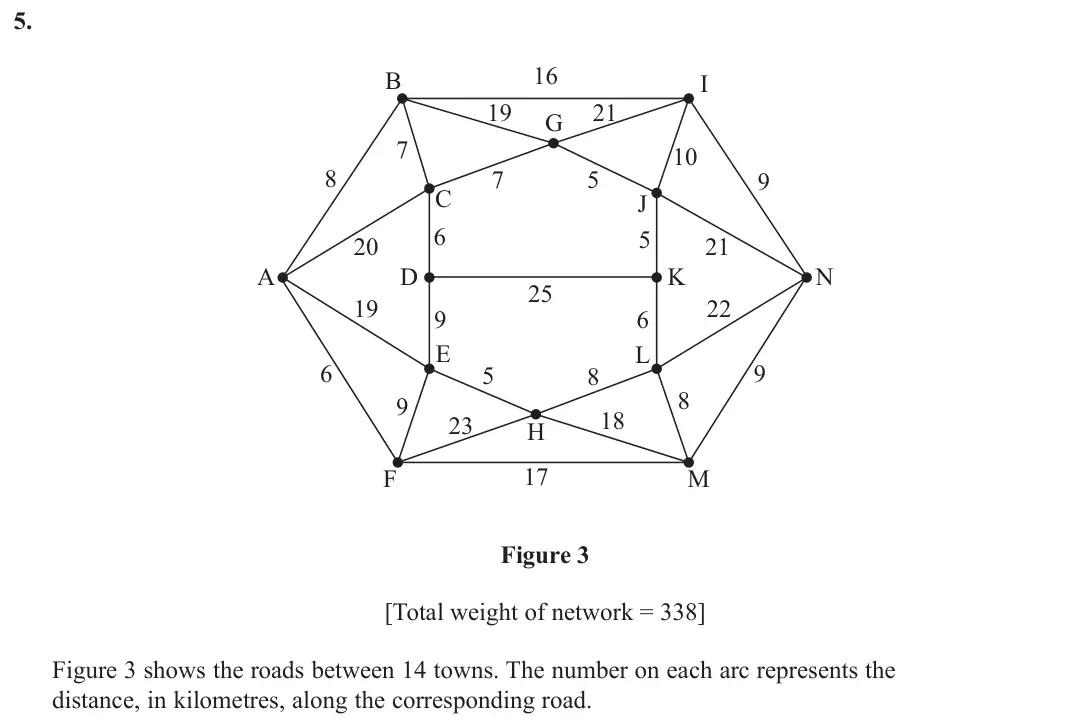 5.
16
B
I
19
G
21
7
10
8
7
5
9
C
J
20
6
5
21
A
D
K
N
25
19
9
6
22
E
L
6
5
8
9
8
9
23
H
18
F
17
M
Figure 3
[Total weight of network = 338]
Figure 3 shows the roads between 14 towns. The number on each arc represents the
distance, in kilometres, along the corresponding road.